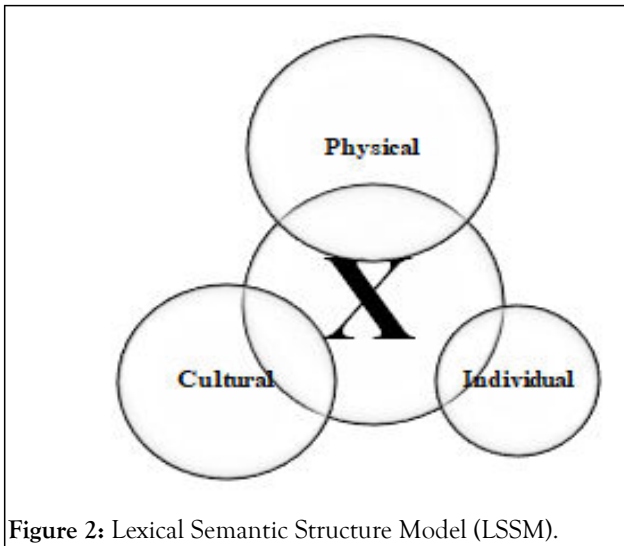 Physical
X
Cultural
Individual
Figure 2: Lexical Semantic Structure Model (LSSM).